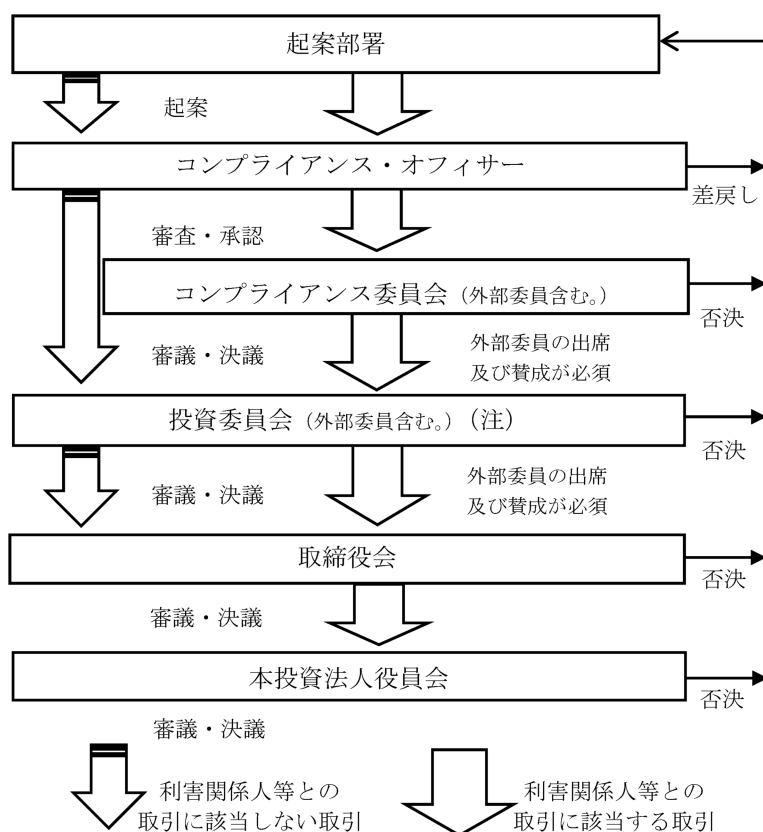 起案部署
起案
コンプライアンス・オフィサー
差戻し
審査・承認
コンプライアンス委員会（外部委員含む。）
否決
審議・決議
外部委員の出席
及び賛成が必須
投資委員会（外部委員含む。）（注）
否決
審議・決議
外部委員の出席
及び賛成が必須
取締役会
否決
審議・決議
本投資法人役員会
否決
審議・決議
利害関係人等との
取引に該当しない取引
利害関係人等との
取引に該当する取引